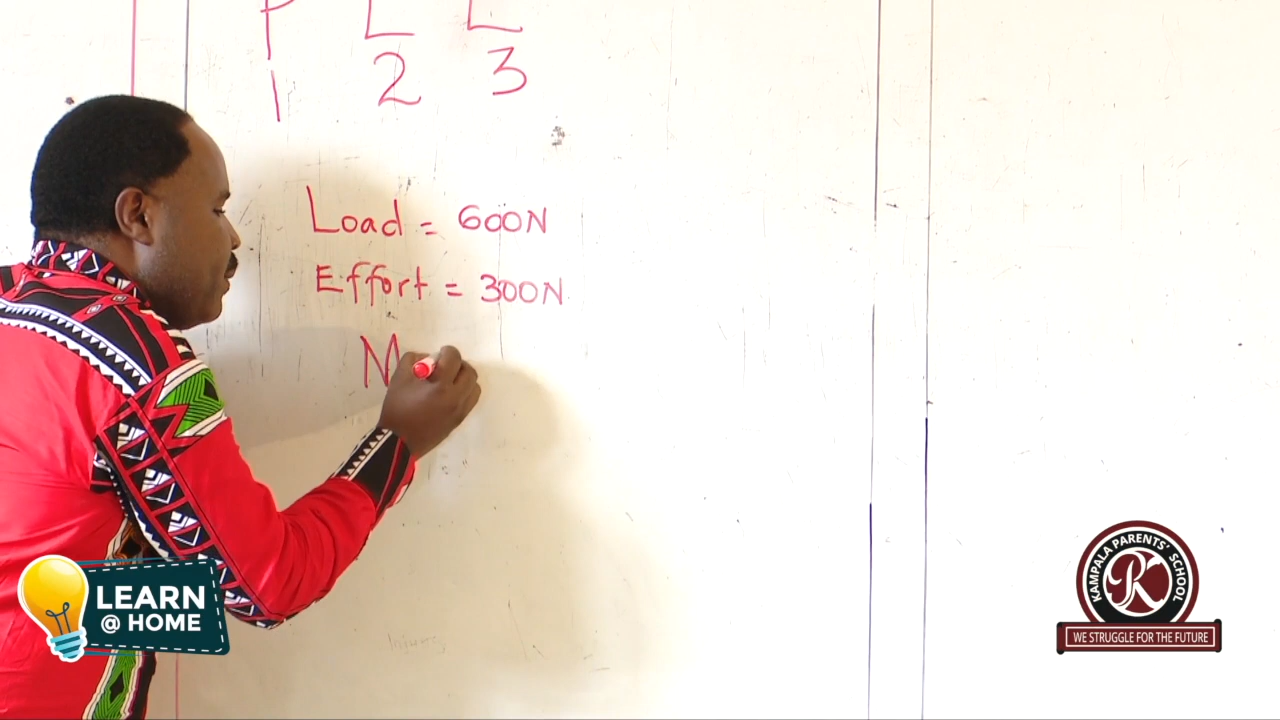 P L L
1 2 3
Load = 600N
Effort = 300N
M
LEARN
@ HOME
KAMPALA PARENTS' SCHOOL
WE STRUGGLE FOR THE FUTURE